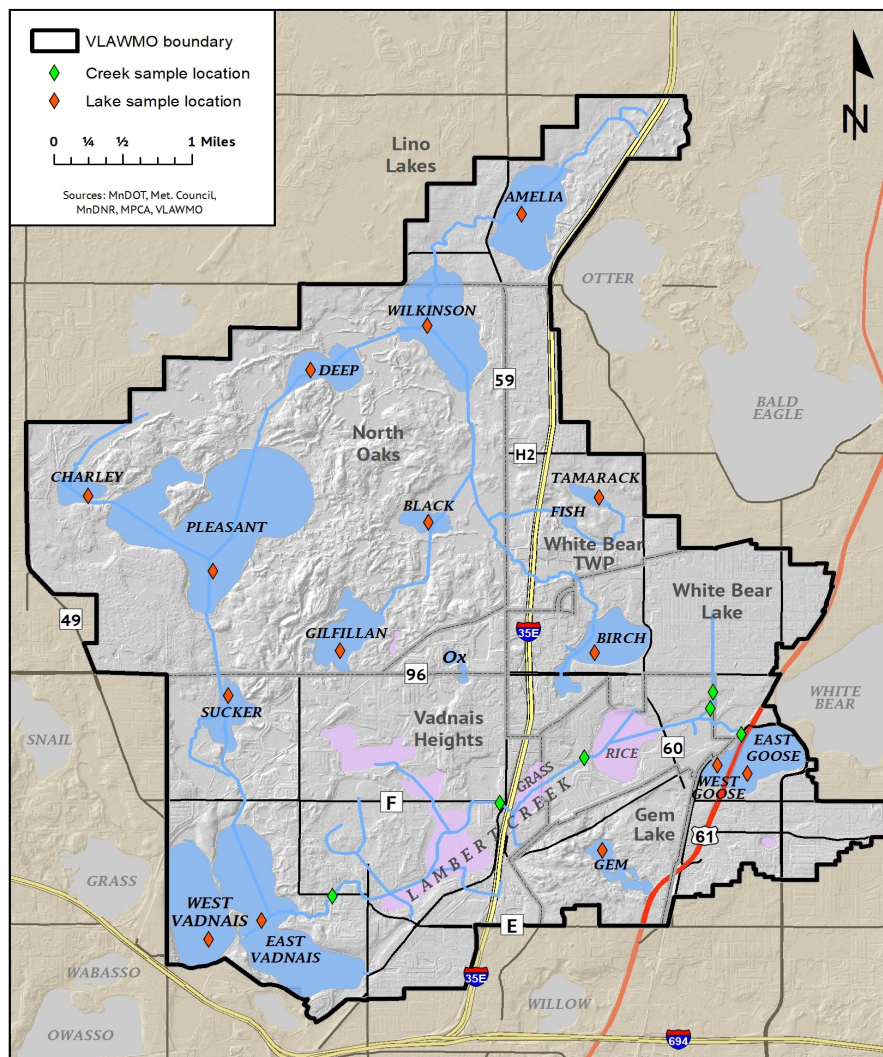 VLAWMO boundary
Creek sample location
Lake sample location
0 ¼ ½ 1 Miles
Sources: MnDOT, Met. Council,
MnDNR, MPCA, VLAWMO
N
Lino
Lakes
AMELIA
OTTER
WILKINSON
DEEP
59
BALD
EAGLE
North
Oaks
H2
CHARLEY
TAMARACK
BLACK
FISH
PLEASANT
White Bear
TWP
White Bear
Lake
49
35E
GILFILLAN
BIRCH
Ox
96
WHITE
BEAR
SUCKER
SNAIL
Vadnais
Heights
RICE
60
EAST
GOOSE
WEST
GOOSE
GRASS
F
LAMBERT CREEK
Gem
Lake
61
GEM
GRASS
WEST
VADNAIS
EAST
VADNAIS
E
WABASSO
35E
WILLOW
OWASSO
694